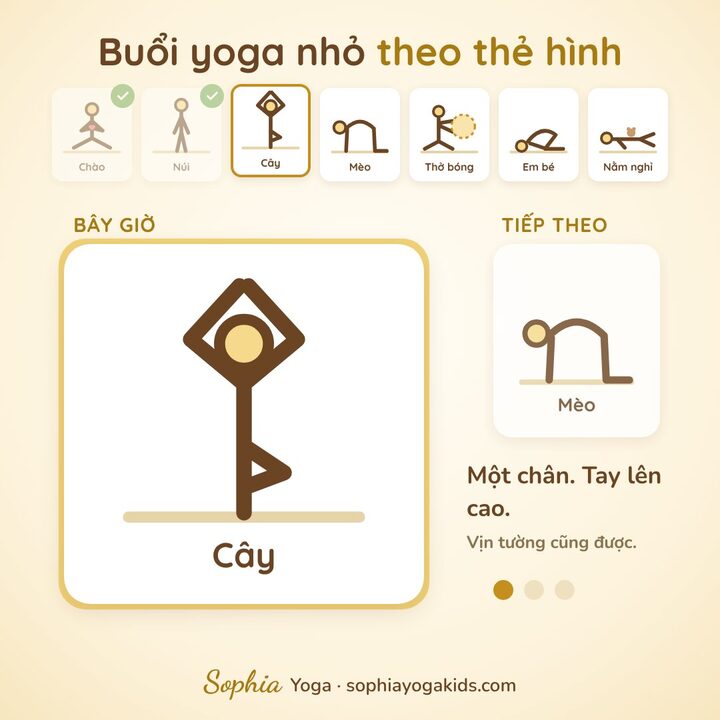 Buổi yoga nhỏ theo thẻ hình
Chào
Núi
Cây
Mèo
Thở bóng
Em bé
Nằm nghỉ
BÂY GIỜ
TIẾP THEO
Cây
Mèo
Một chân. Tay lên
cao.
Vịn tường cũng được.
Sophia Yoga · sophiayogakids.com